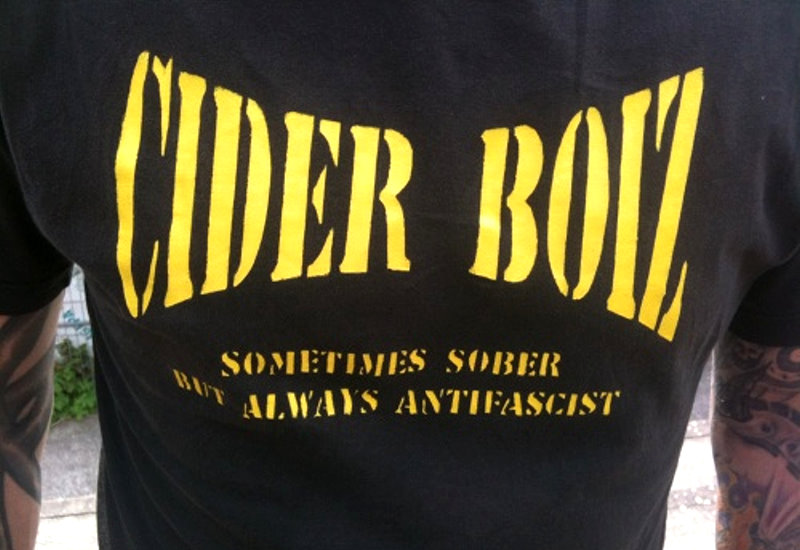 CIDER BOIZ
SOMETIMES SOBER
BUT ALWAYS ANTIFASCIST